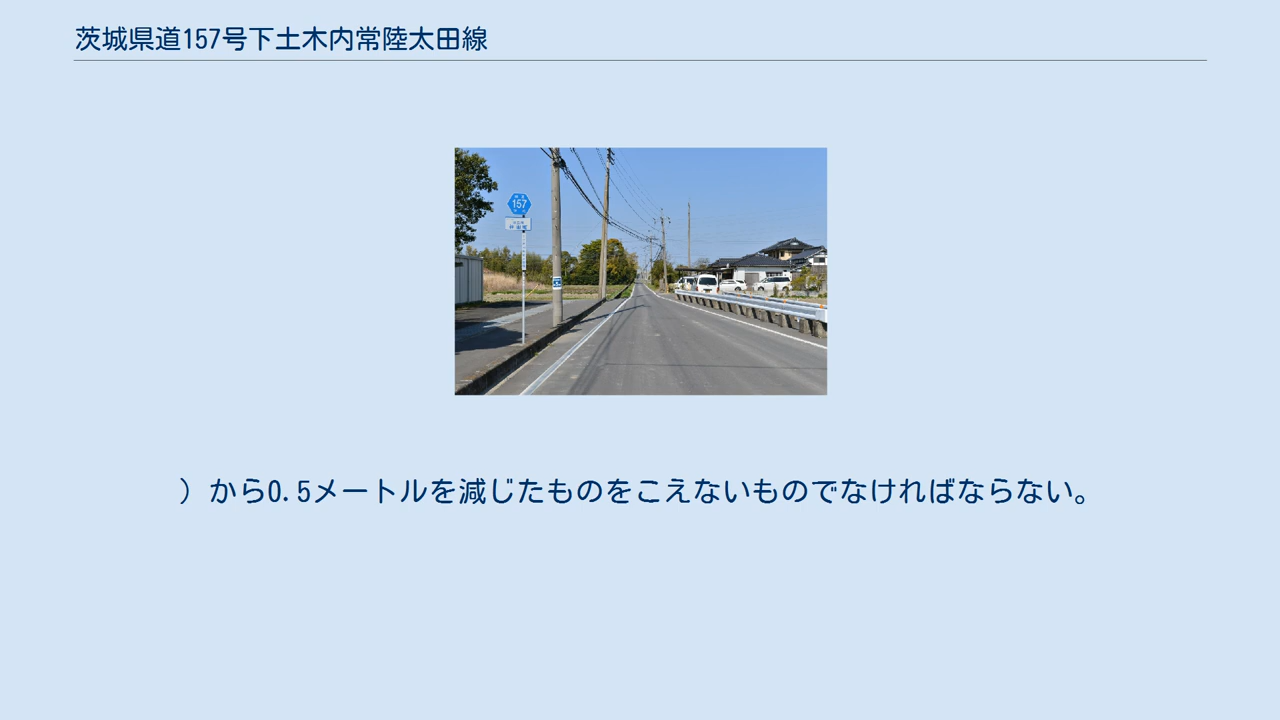 茨城県道157号下土木内常陸太田線
157
）から0.5メートルを減じたものをこえないものでなければならない。